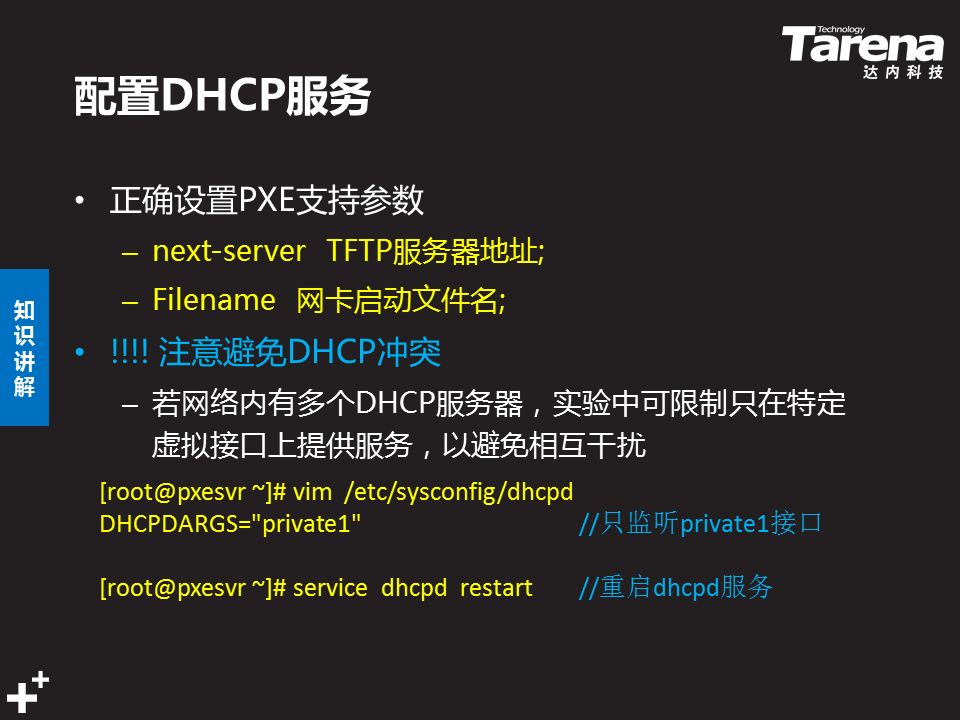 Technology
Tarena
达内科技
配置DHCP服务
• 正确设置PXE支持参数
– next-server TFTP服务器地址;
– Filename 网卡启动文件名;
• !!!! 注意避免DHCP冲突
– 若网络内有多个DHCP服务器，实验中可限制只在特定
虚拟接口上提供服务，以避免相互干扰
知识讲解
[root@pxesvr ~]# vim /etc/sysconfig/dhcpd
DHCPDARGS="private1" //只监听private1接口
[root@pxesvr ~]# service dhcpd restart //重启dhcpd服务